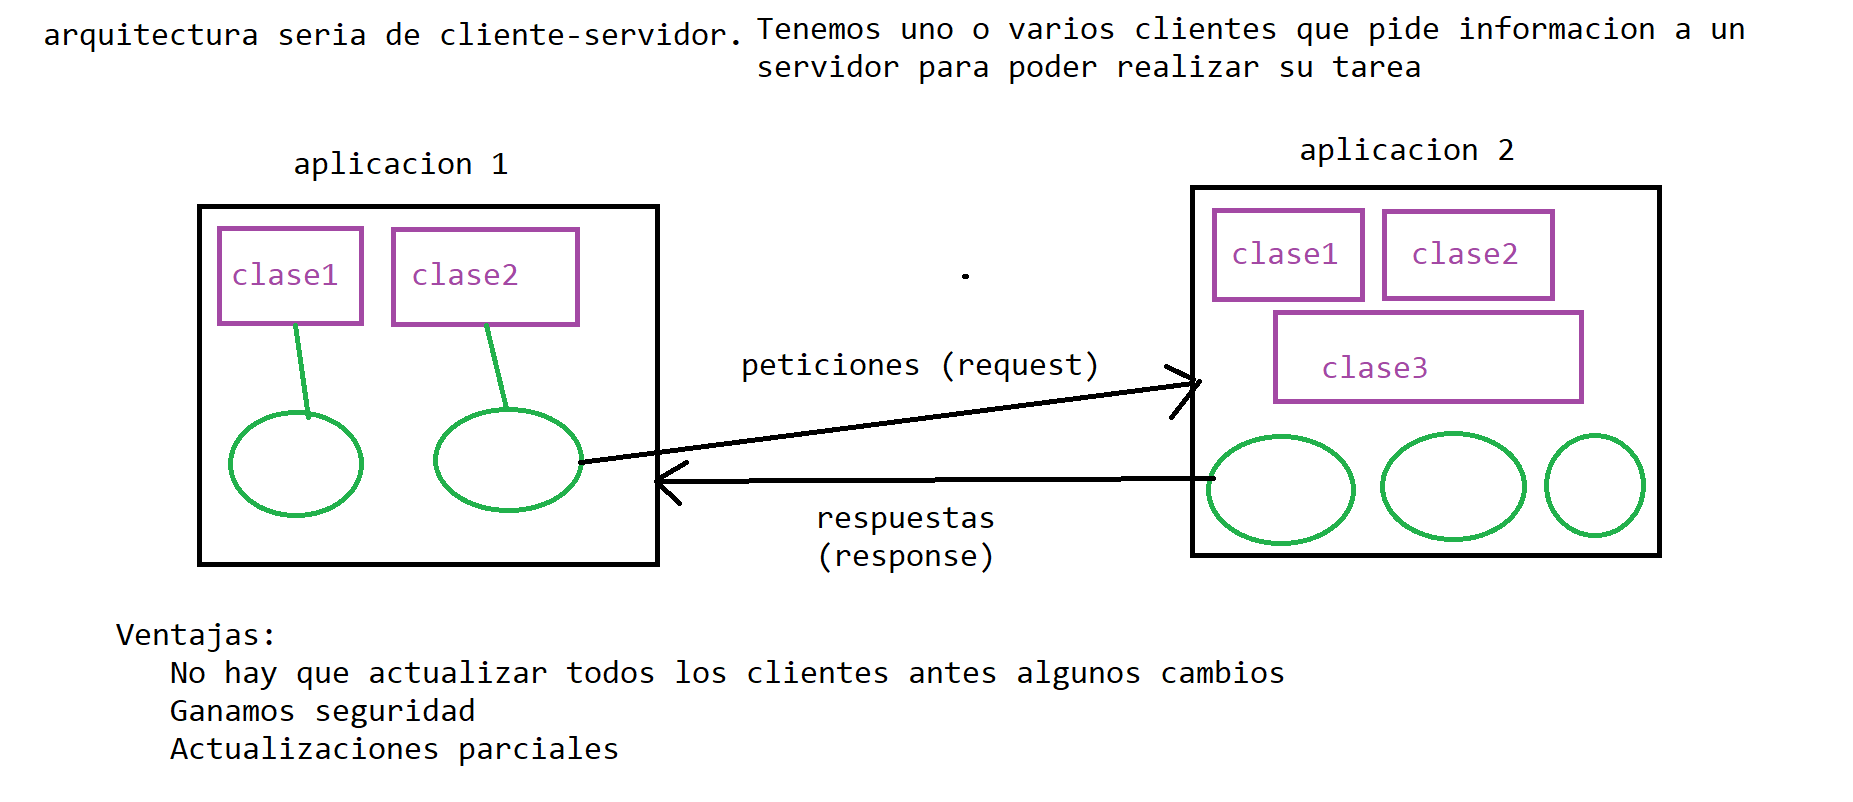 arquitectura seria de cliente-servidor.
Tenemos uno o varios clientes que pide informacion a un
servidor para poder realizar su tarea
aplicacion 1
aplicacion 2
clase1
clase2
clase1
clase2
clase3
peticiones (request)
respuestas
(response)
Ventajas:
No hay que actualizar todos los clientes antes algunos cambios
Ganamos seguridad
Actualizaciones parciales